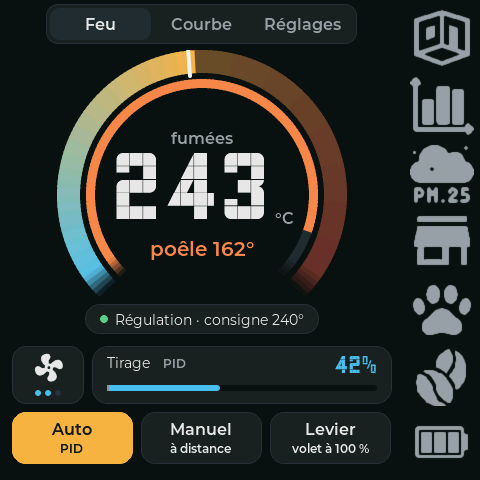 Feu Courbe Réglages
fumées
243 °C
poêle 162°
PM.25
Régulation · consigne 240°
Tirage PID 42%
Auto Manuel Levier
PID à distance volet à 100 %